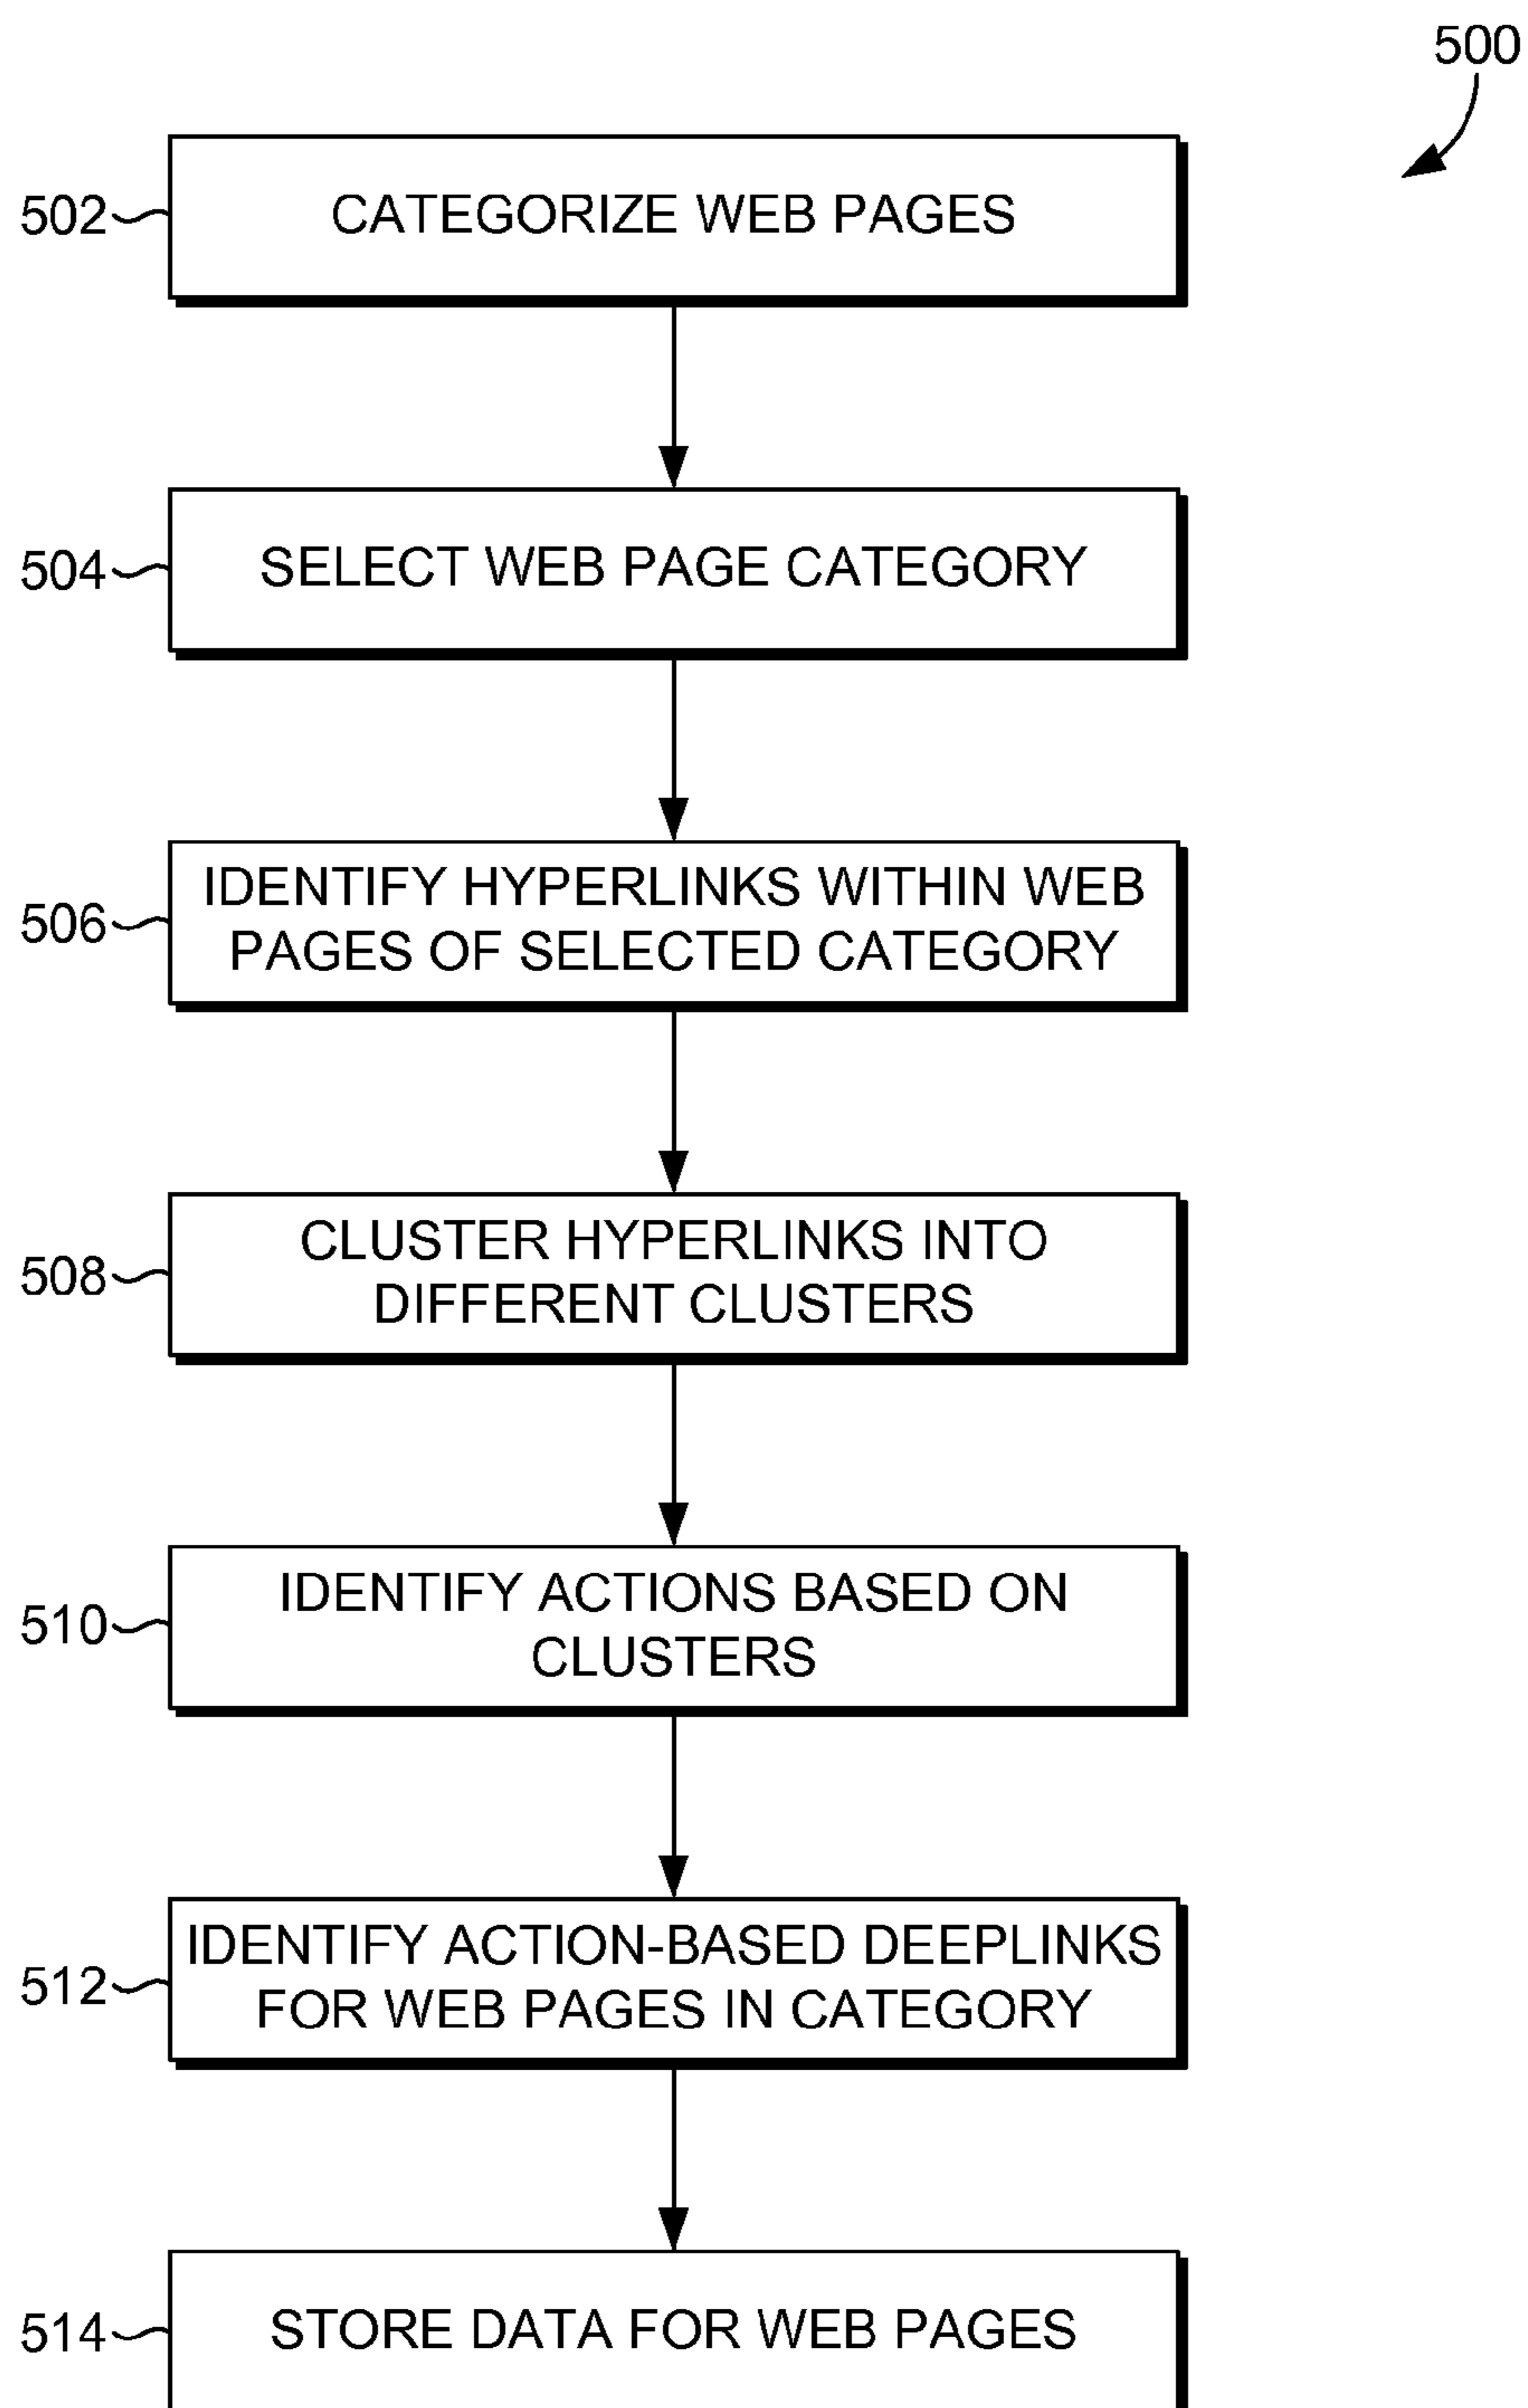 500
502
CATEGORIZE WEB PAGES
504
SELECT WEB PAGE CATEGORY
506
IDENTIFY HYPERLINKS WITHIN WEB
PAGES OF SELECTED CATEGORY
508
CLUSTER HYPERLINKS INTO
DIFFERENT CLUSTERS
510
IDENTIFY ACTIONS BASED ON
CLUSTERS
512
IDENTIFY ACTION-BASED DEEPLINKS
FOR WEB PAGES IN CATEGORY
514
STORE DATA FOR WEB PAGES